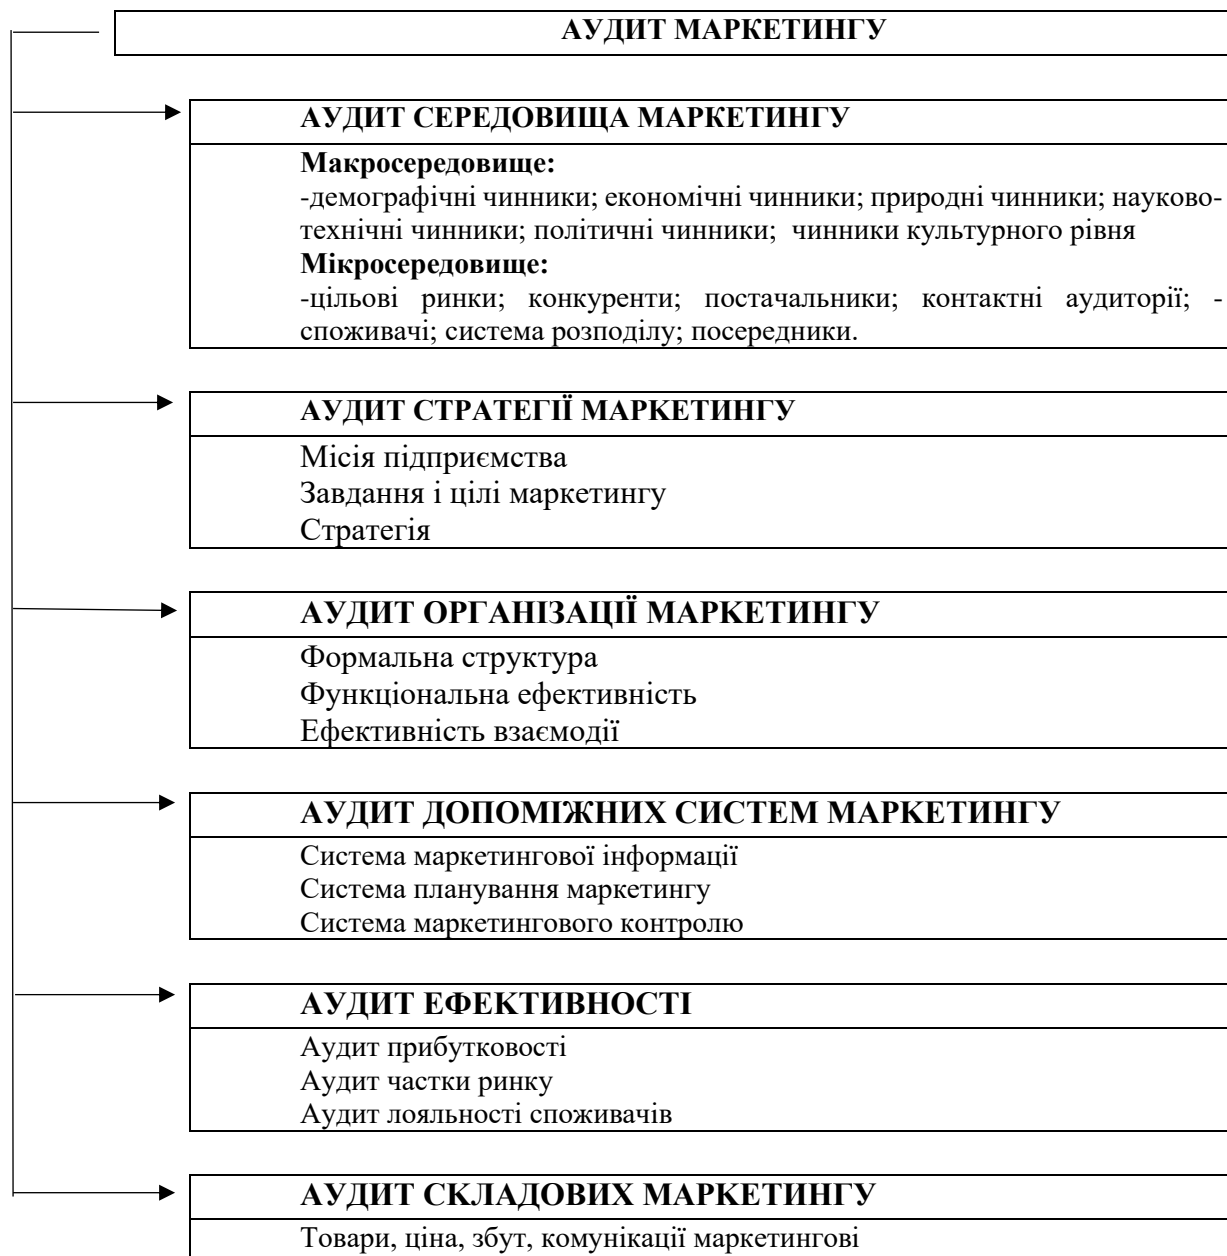 АУДИТ МАРКЕТИНГУ
АУДИТ СЕРЕДОВИЩА МАРКЕТИНГУ
Макросередовище:
-демографічні чинники; економічні чинники; природні чинники; науково-
технічні чинники; політичні чинники; чинники культурного рівня
Мікросередовище:
-цільові ринки; конкуренти; постачальники; контактні аудиторії; -
споживачі; система розподілу; посередники.
АУДИТ СТРАТЕГІЇ МАРКЕТИНГУ
Місія підприємства
Завдання і цілі маркетингу
Стратегія
АУДИТ ОРГАНІЗАЦІЇ МАРКЕТИНГУ
Формальна структура
Функціональна ефективність
Ефективність взаємодії
АУДИТ ДОПОМІЖНИХ СИСТЕМ МАРКЕТИНГУ
Система маркетингової інформації
Система планування маркетингу
Система маркетингового контролю
АУДИТ ЕФЕКТИВНОСТІ
Аудит прибутковості
Аудит частки ринку
Аудит лояльності споживачів
АУДИТ СКЛАДОВИХ МАРКЕТИНГУ
Товари, ціна, збут, комунікації маркетингові